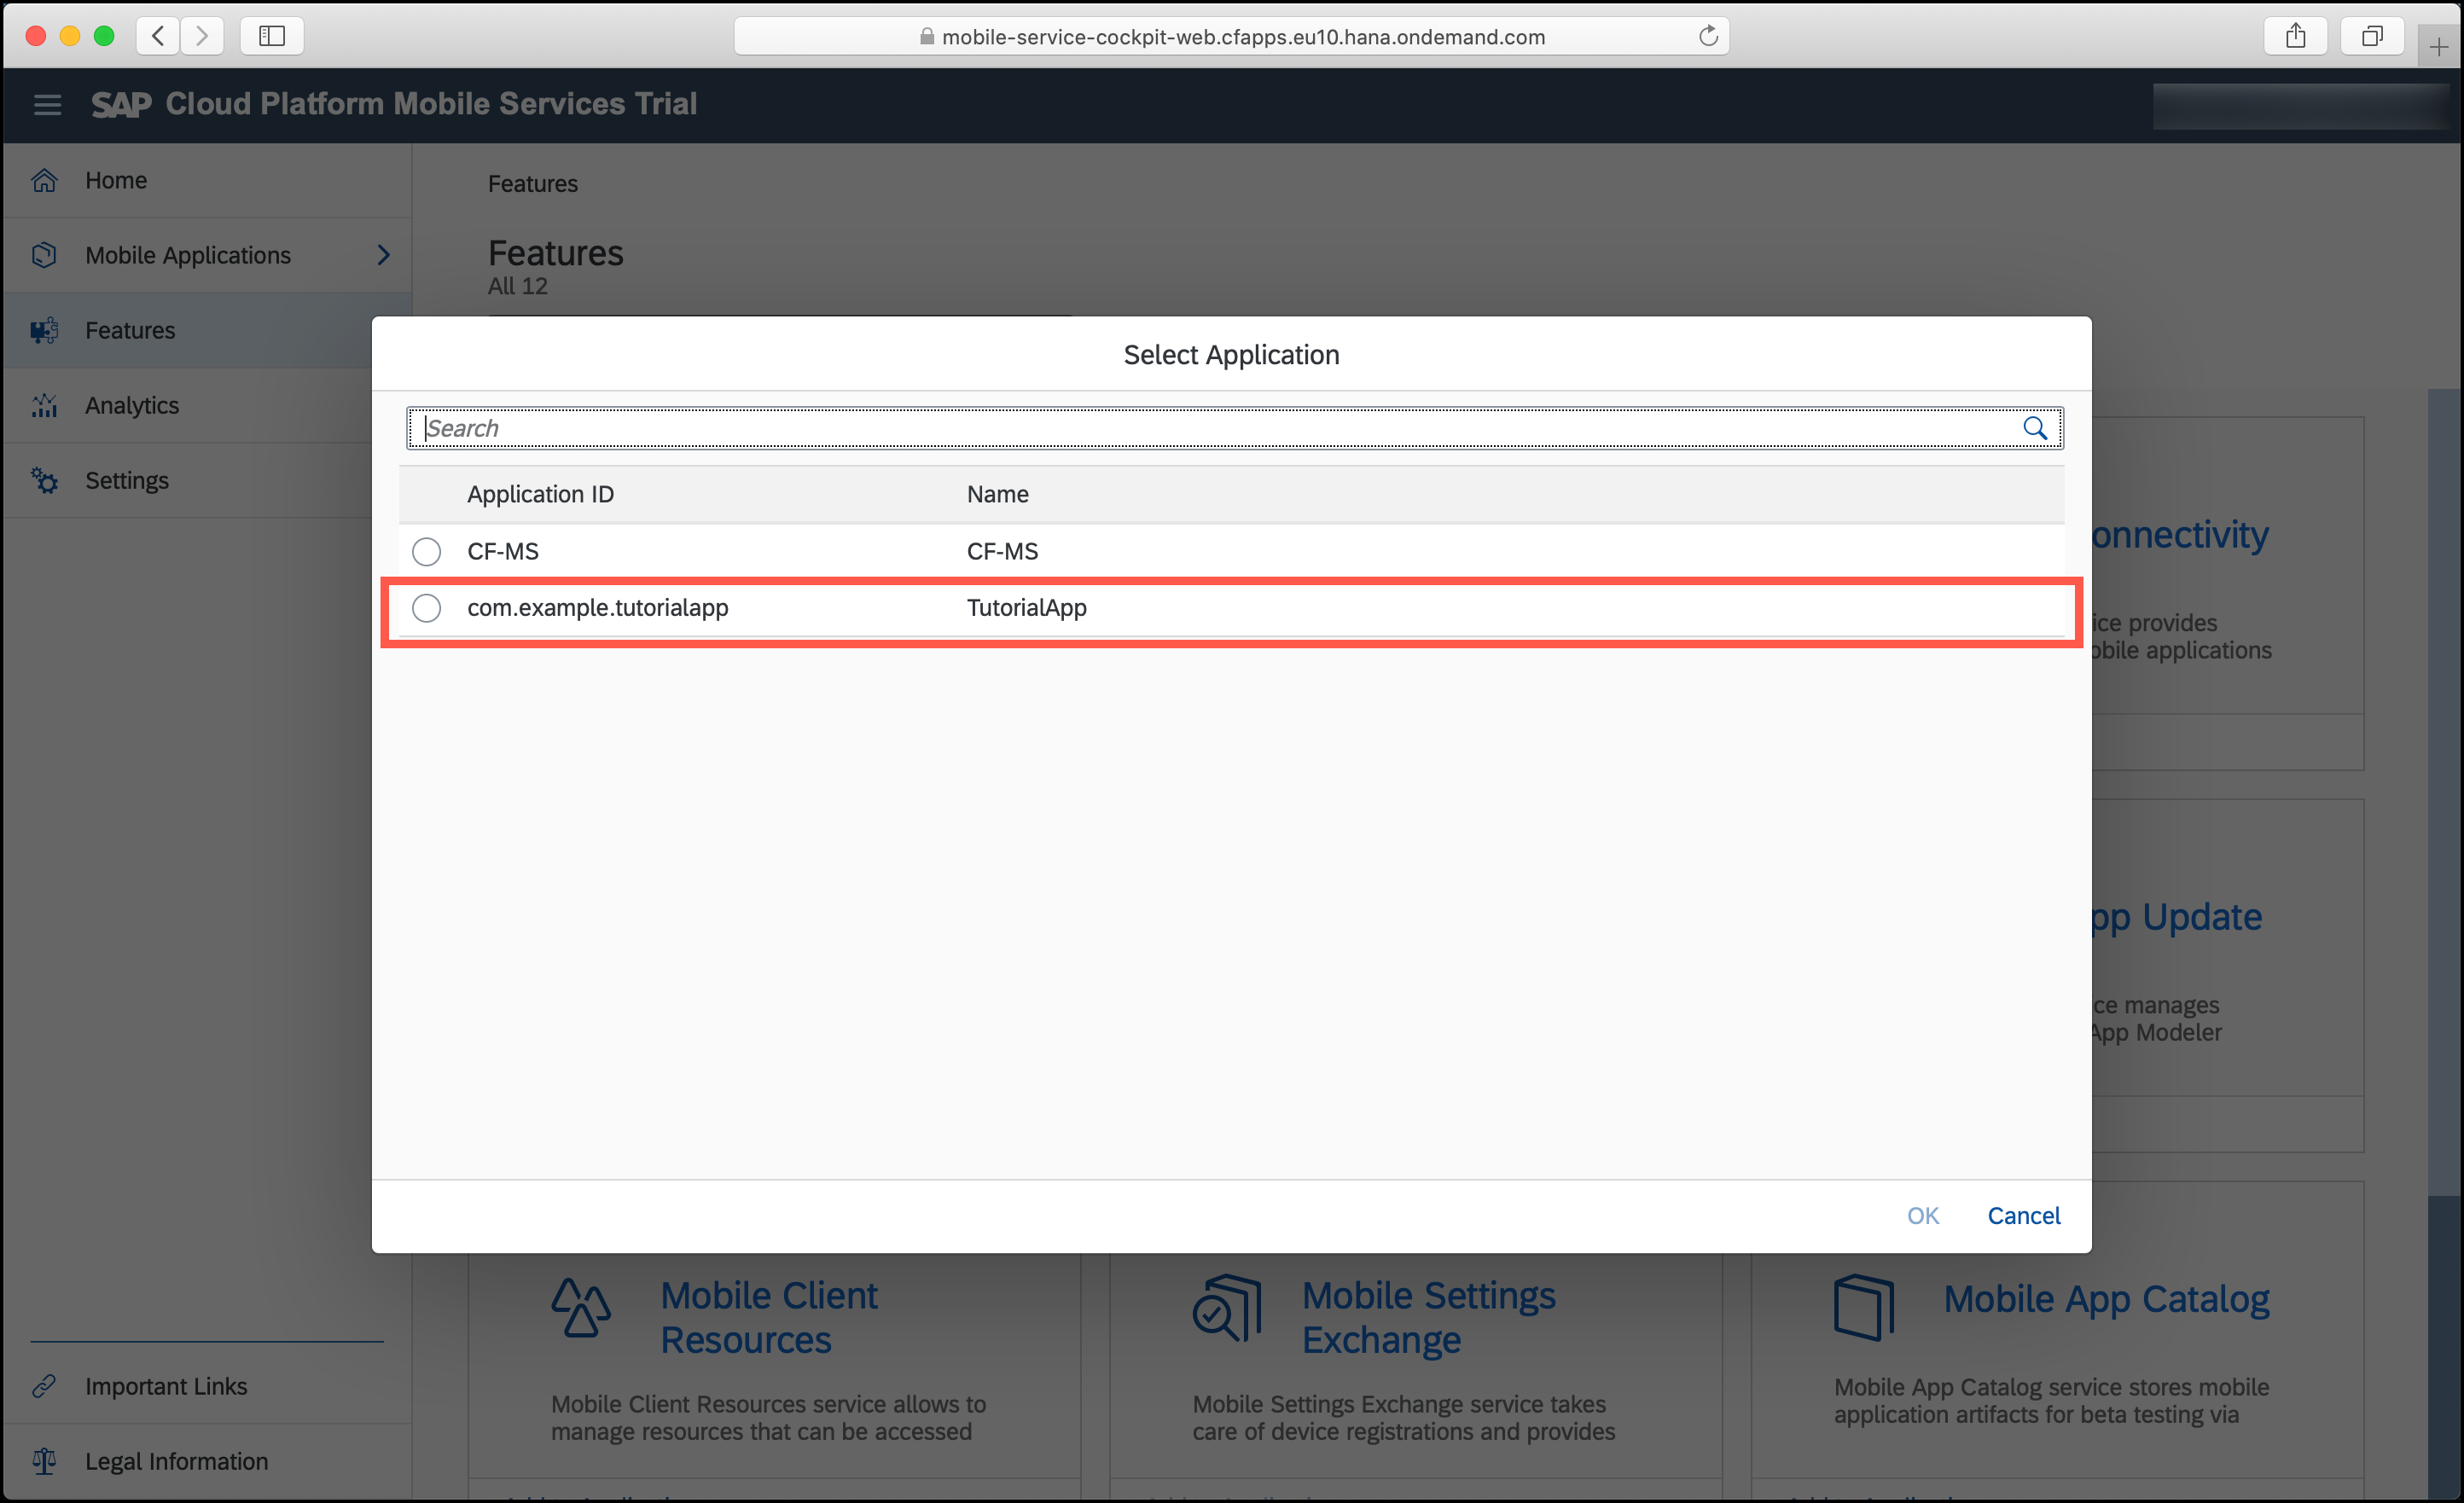 mobile-service-cockpit-web.cfapps.eu10.hana.ondemand.com
SAP Cloud Platform Mobile Services Trial
Home
Mobile Applications
Features
Analytics
Settings
Important Links
Legal Information
Features
Features
All 12
Select Application
Search
Application ID Name
CF-MS CF-MS
com.example.tutorialapp TutorialApp
OK Cancel
onnectivity
ice provides
obile applications
pp Update
ce manages
App Modeler
Mobile Client
Resources
Mobile Client Resources service allows to
manage resources that can be accessed
Mobile Settings
Exchange
Mobile Settings Exchange service takes
care of device registrations and provides
Mobile App Catalog
Mobile App Catalog service stores mobile
application artifacts for beta testing via